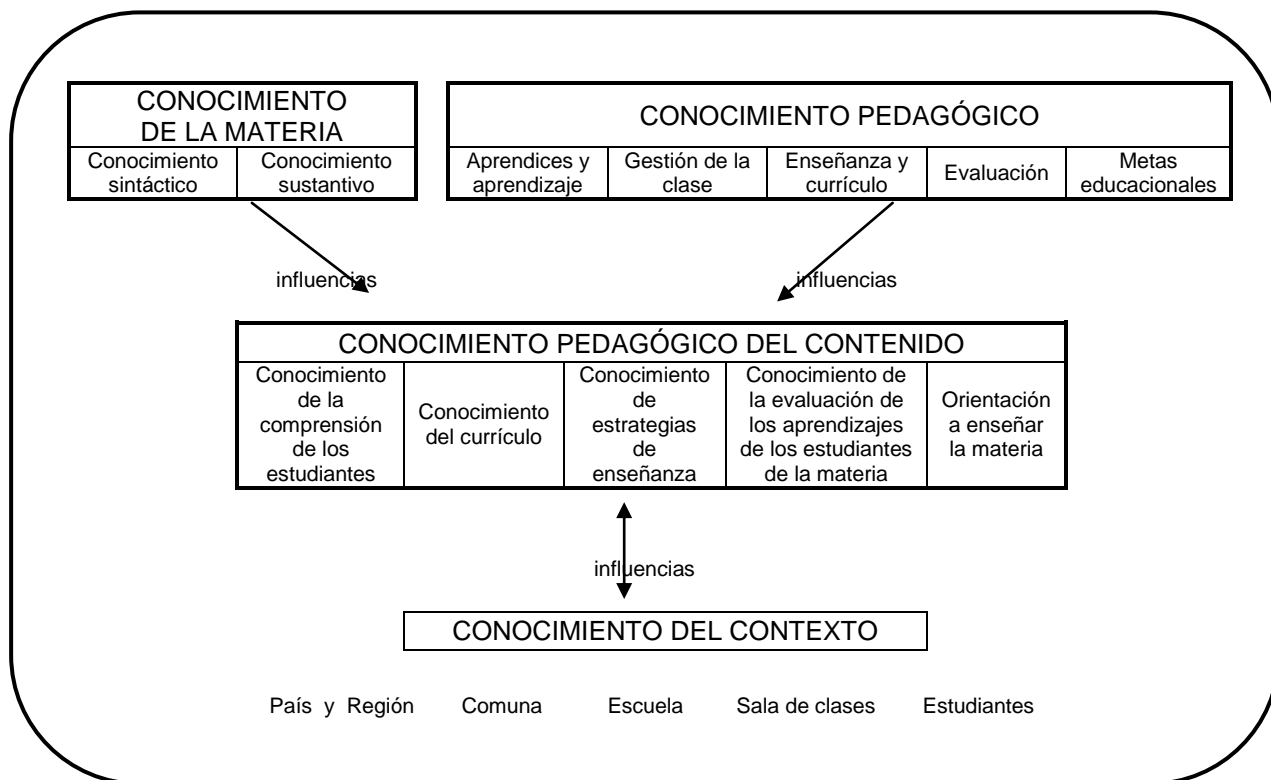 CONOCIMIENTO
DE LA MATERIA
Conocimiento
sintáctico
Conocimiento
sustantivo
CONOCIMIENTO PEDAGÓGICO
Aprendices y
aprendizaje
Gestión de la
clase
Enseñanza y
currículo
Evaluación
Metas
educacionales
influencias
influencias
CONOCIMIENTO PEDAGÓGICO DEL CONTENIDO
Conocimiento
de la
comprensión
de los
estudiantes
Conocimiento
del currículo
Conocimiento
de
estrategias
de
enseñanza
Conocimiento de
la evaluación de
los aprendizajes
de los estudiantes
de la materia
Orientación
a enseñar
la materia
influencias
CONOCIMIENTO DEL CONTEXTO
País y Región Comuna Escuela Sala de clases Estudiantes